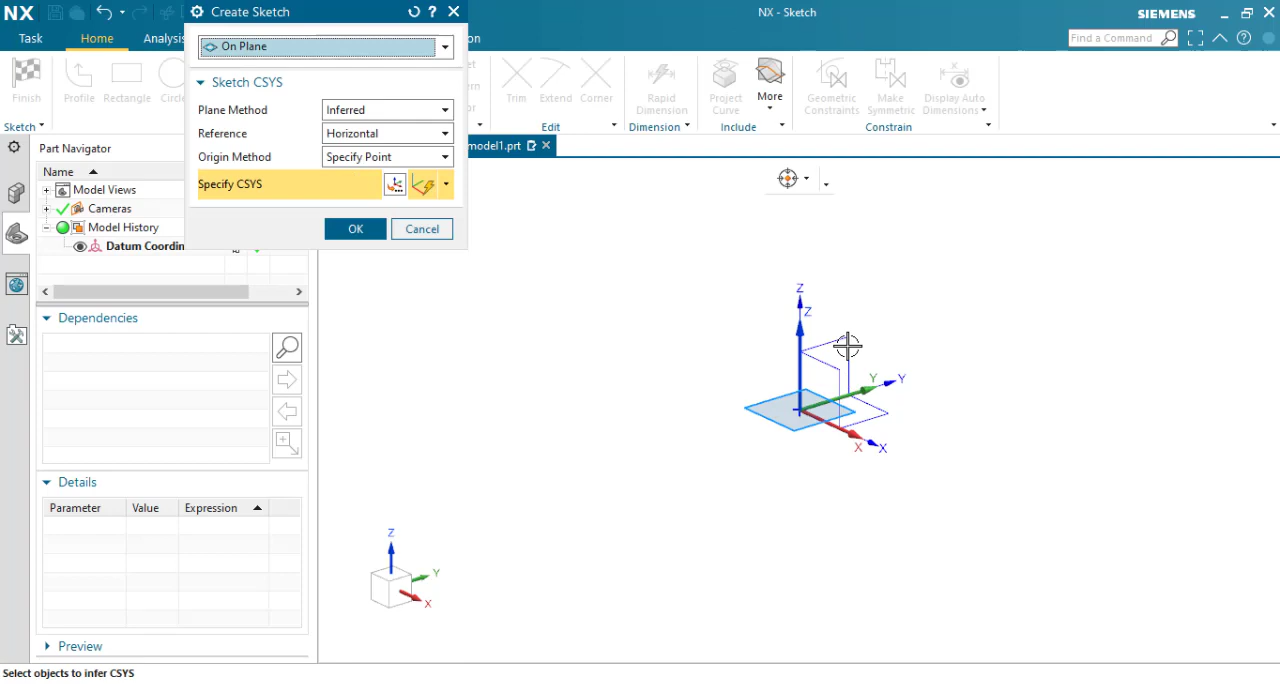 NX
Create Sketch
NX - Sketch
SIEMENS
Task
Home
Analysis
Find a Command
On Plane
Sketch CSYS
Plane Method
Inferred
Reference
Horizontal
Origin Method
Specify Point
Specify CSYS
OK
Cancel
Finish
Profile
Rectangle
Circle
Trim
Extend
Corner
Rapid
Dimension
Project
Curve
More
Geometric
Constraints
Make
Symmetric
Display Auto
Dimensions
Sketch
Edit
Dimension
Include
Constrain
model1.prt
Part Navigator
Name
Model Views
Cameras
Model History
Datum Coordin
Dependencies
Details
Parameter
Value
Expression
Preview
Z
Z
Y
Y
X
X
Z
Y
X
Select objects to infer CSYS